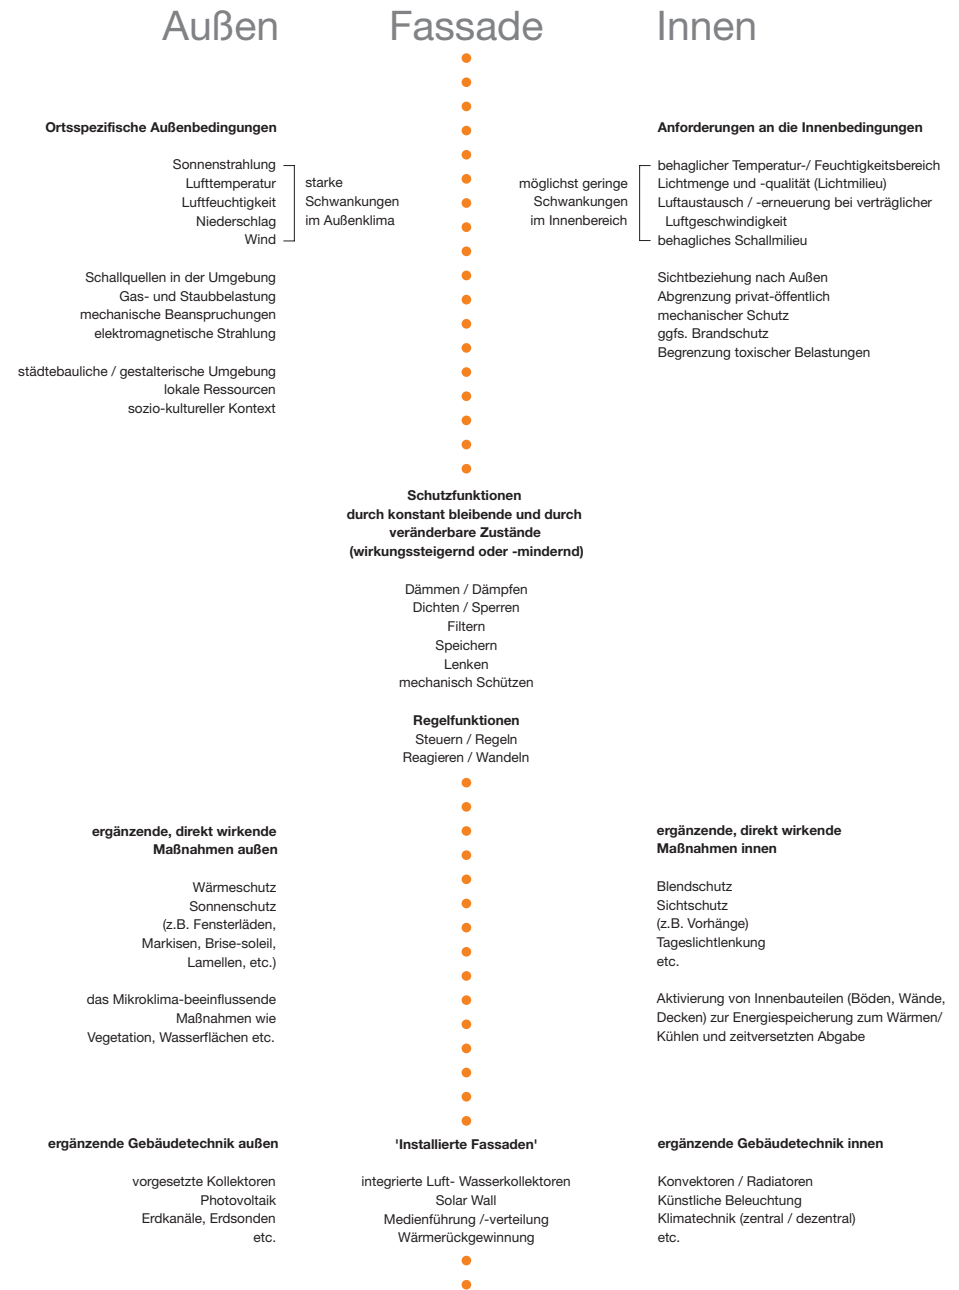 Außen
Fassade
Innen
Ortsspezifische Außenbedingungen
Sonnenstrahlung
Lufttemperatur
Luftfeuchtigkeit
Niederschlag
Wind
starke
Schwankungen
im Außenklima
Schallquellen in der Umgebung
Gas- und Staubbelastung
mechanische Beanspruchungen
elektromagnetische Strahlung
städtebauliche / gestalterische Umgebung
lokale Ressourcen
sozio-kultureller Kontext
Anforderungen an die Innenbedingungen
möglichst geringe
Schwankungen
im Innenbereich
behaglicher Temperatur-/ Feuchtigkeitsbereich
Lichtmenge und -qualität (Lichtmilieu)
Luftaustausch / -erneuerung bei verträglicher
Luftgeschwindigkeit
behagliches Schallmilieu
Sichtbeziehung nach Außen
Abgrenzung privat-öffentlich
mechanischer Schutz
ggfs. Brandschutz
Begrenzung toxischer Belastungen
Schutzfunktionen
durch konstant bleibende und durch
veränderbare Zustände
(wirkungssteigernd oder -mindernd)
Dämmen / Dämpfen
Dichten / Sperren
Filtern
Speichern
Lenken
mechanisch Schützen
Regelfunktionen
Steuern / Regeln
Reagieren / Wandeln
ergänzende, direkt wirkende
Maßnahmen außen
Wärmeschutz
Sonnenschutz
(z.B. Fensterläden,
Markisen, Brise-soleil,
Lamellen, etc.)
das Mikroklima-beeinflussende
Maßnahmen wie
Vegetation, Wasserflächen etc.
ergänzende, direkt wirkende
Maßnahmen innen
Blendschutz
Sichtschutz
(z.B. Vorhänge)
Tageslichtlenkung
etc.
Aktivierung von Innenbauteilen (Böden, Wände,
Decken) zur Energiespeicherung zum Wärmen/
Kühlen und zeitversetzten Abgabe
ergänzende Gebäudetechnik außen
vorgesetzte Kollektoren
Photovoltaik
Erdkanäle, Erdsonden
etc.
'Installierte Fassaden'
integrierte Luft- Wasserkollektoren
Solar Wall
Medienführung /-verteilung
Wärmerückgewinnung
ergänzende Gebäudetechnik innen
Konvektoren / Radiatoren
Künstliche Beleuchtung
Klimatechnik (zentral / dezentral)
etc.